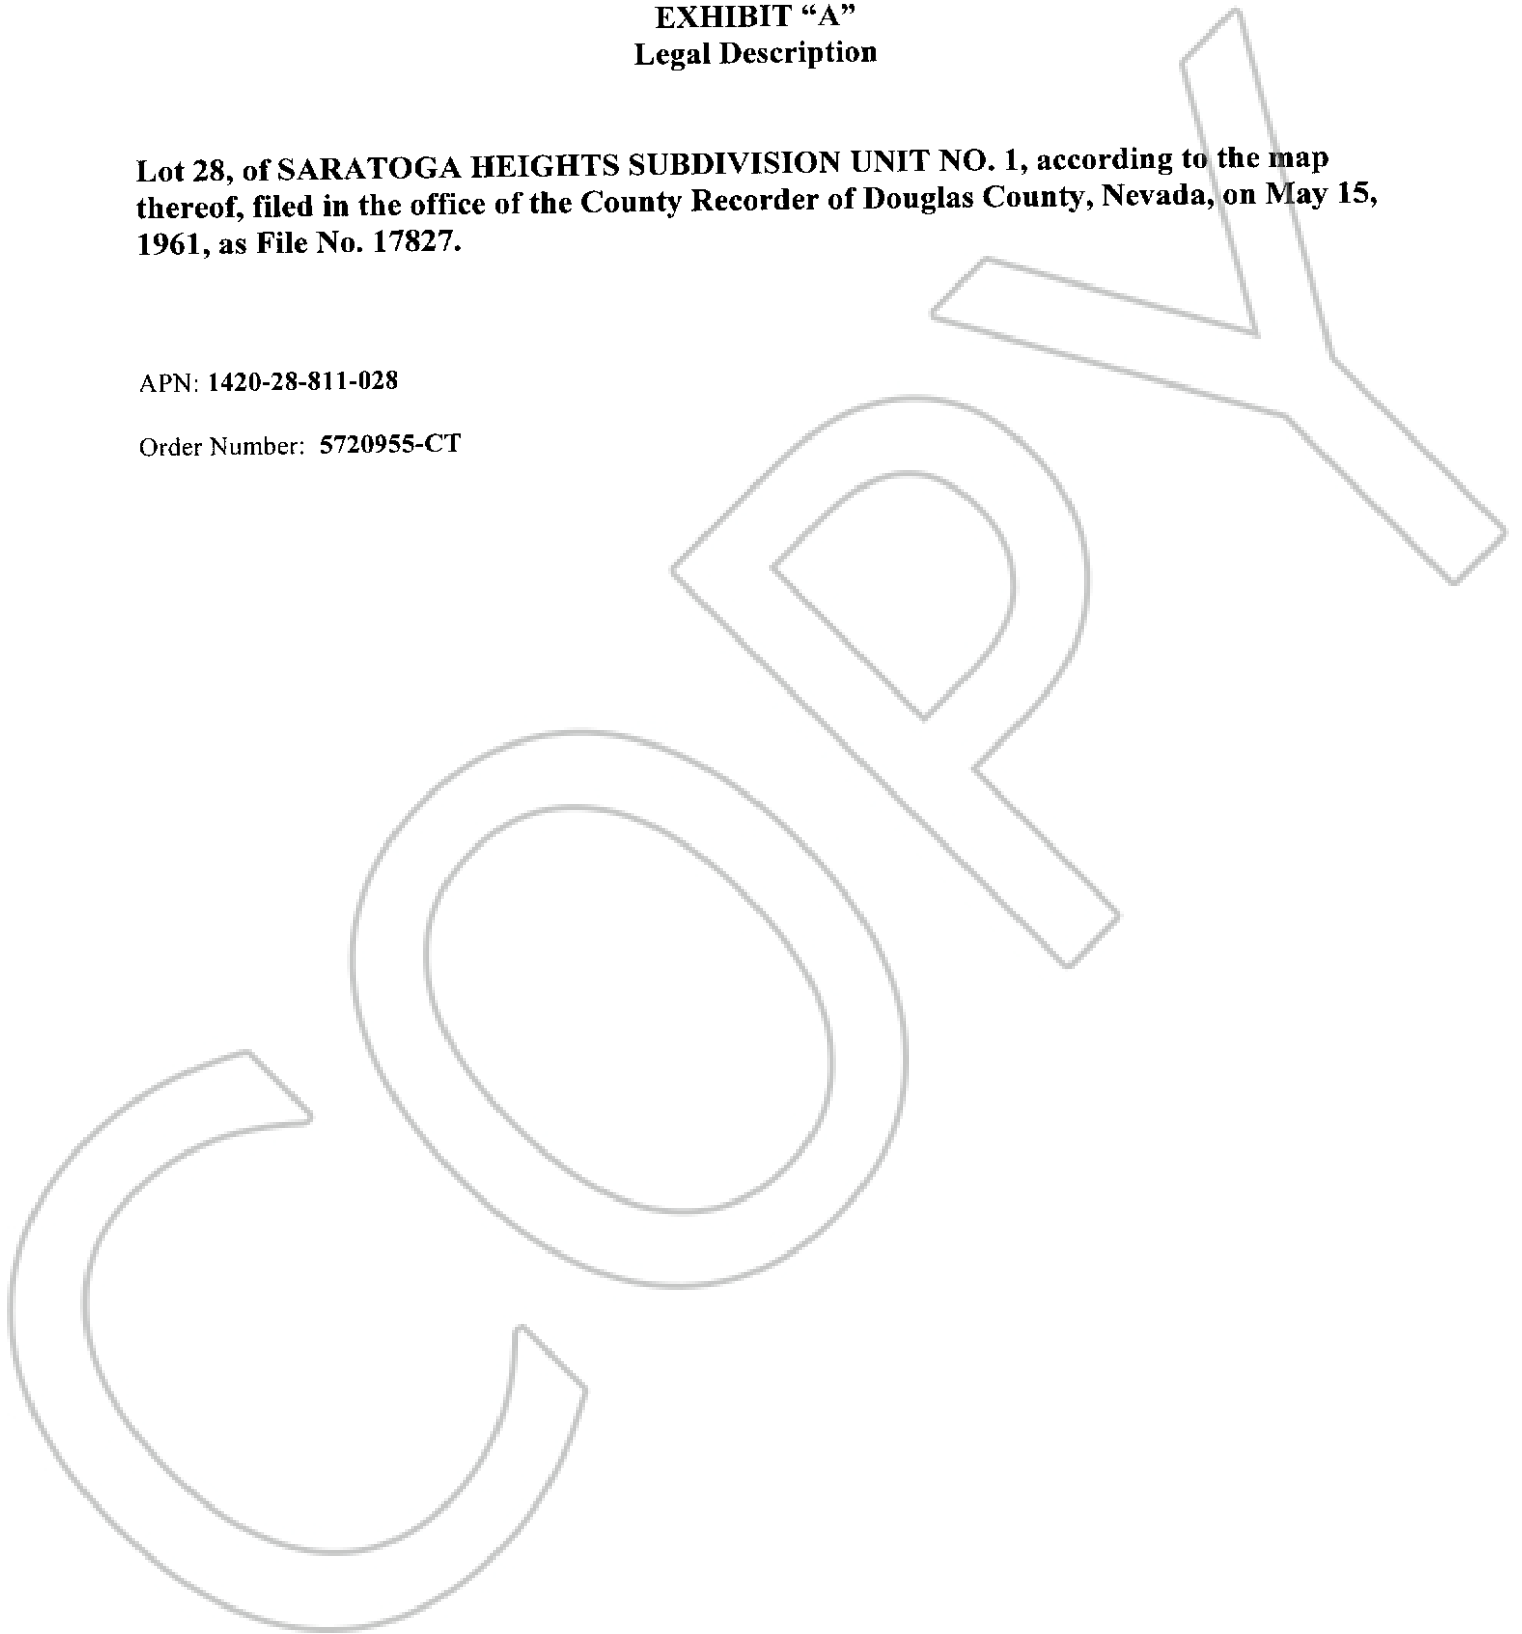 EXHIBIT “A”
Legal Description
Lot 28, of SARATOGA HEIGHTS SUBDIVISION UNIT NO. 1, according to the map
thereof, filed in the office of the County Recorder of Douglas County, Nevada, on May 15,
1961, as File No. 17827.
APN: 1420-28-811-028
Order Number: 5720955-CT
COPY